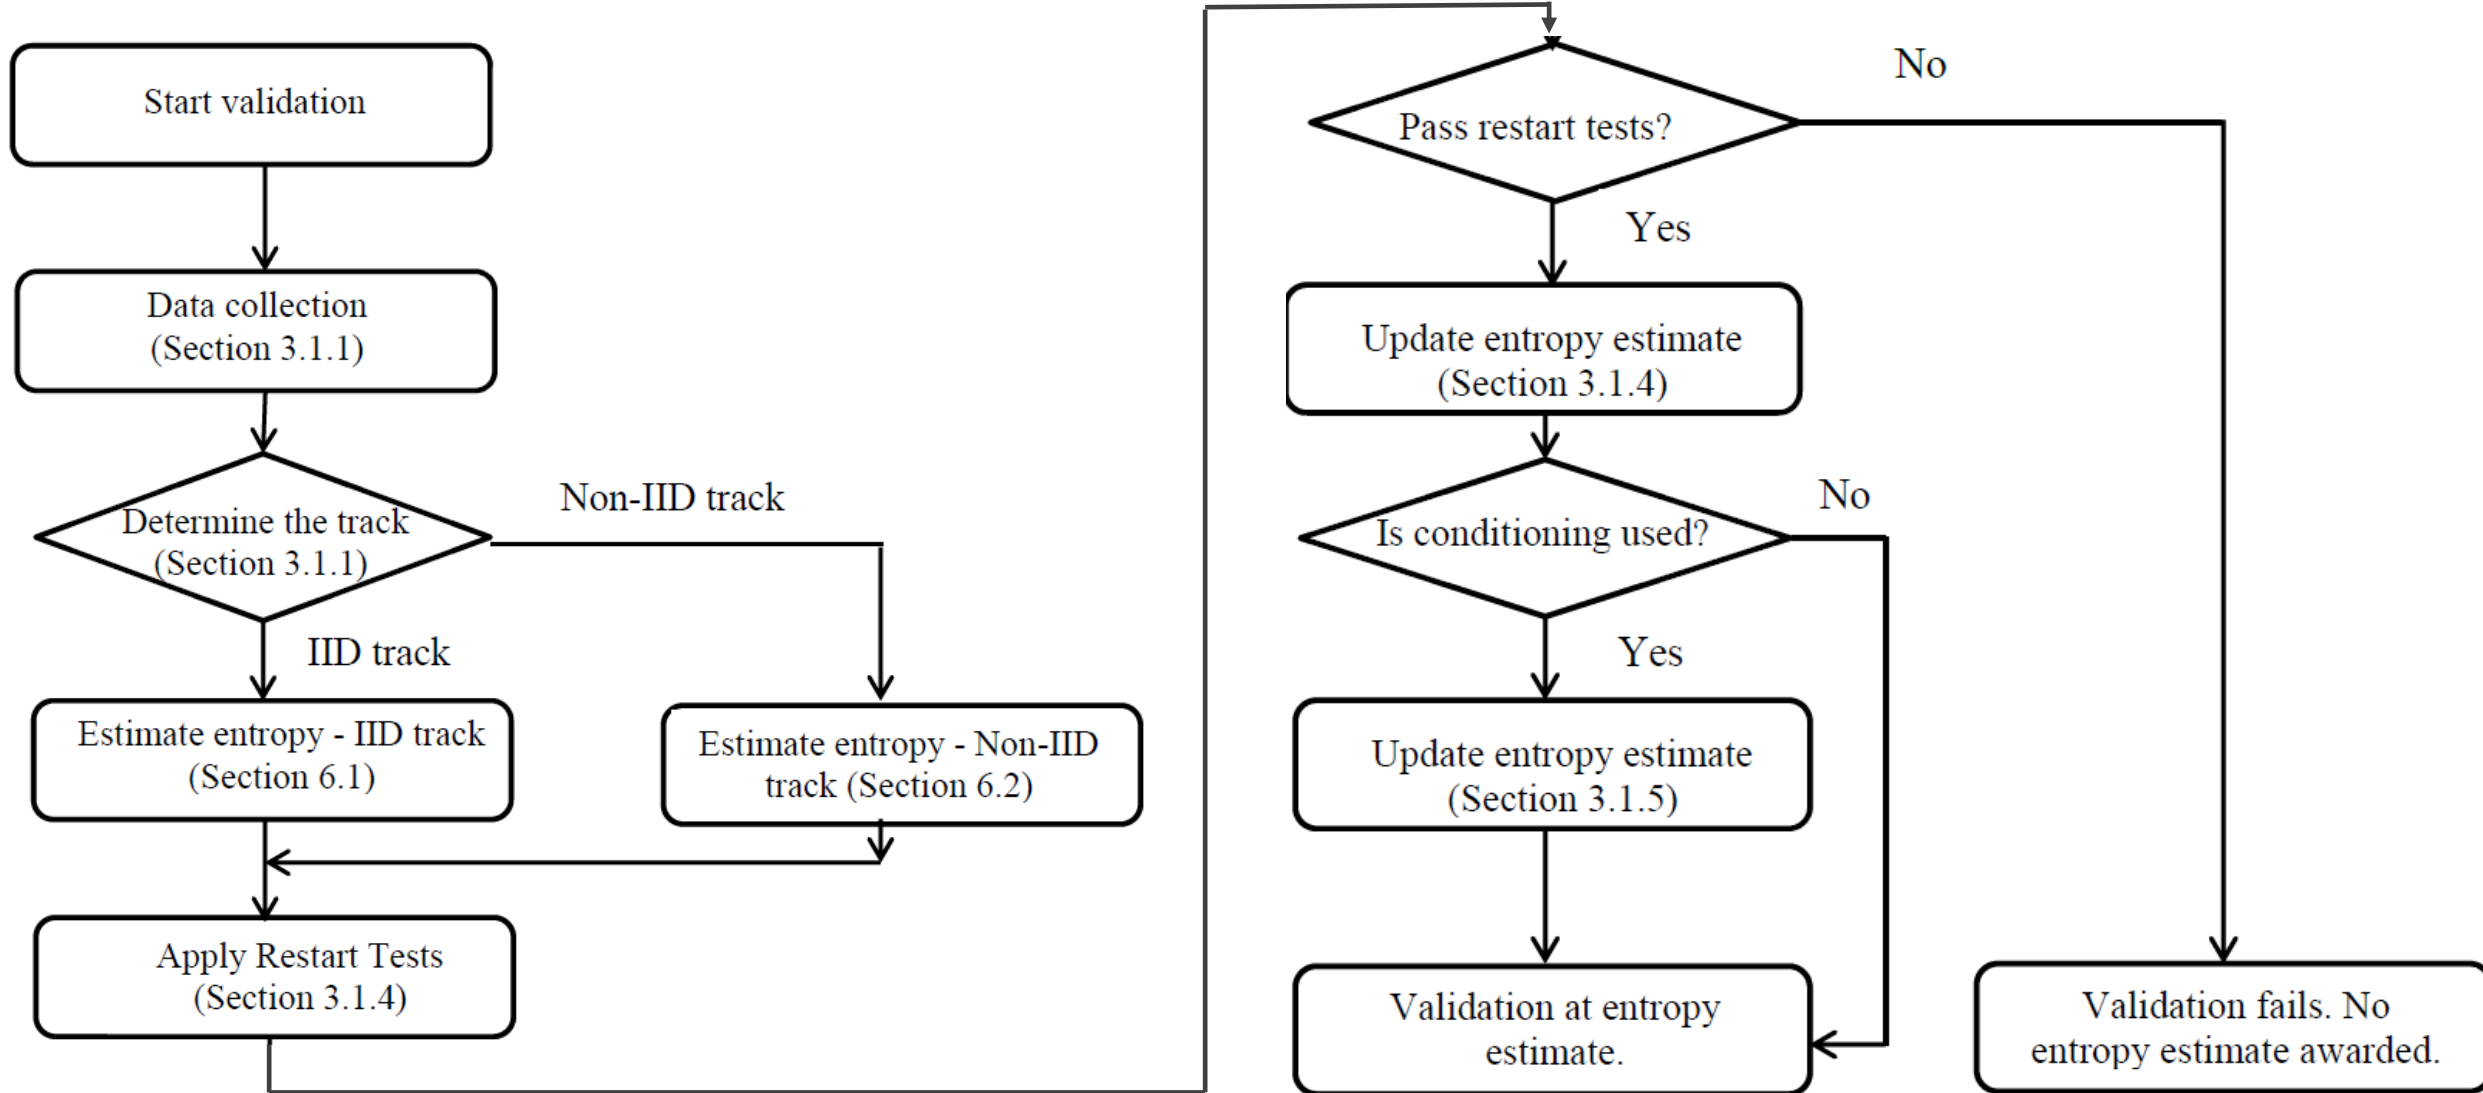 Start validation
Data collection
(Section 3.1.1)
Determine the track
(Section 3.1.1)
Non-IID track
IID track
Estimate entropy - IID track
(Section 6.1)
Estimate entropy - Non-IID
track (Section 6.2)
Apply Restart Tests
(Section 3.1.4)
Pass restart tests?
No
Yes
Update entropy estimate
(Section 3.1.4)
Is conditioning used?
No
Yes
Update entropy estimate
(Section 3.1.5)
Validation at entropy
estimate.
Validation fails. No
entropy estimate awarded.